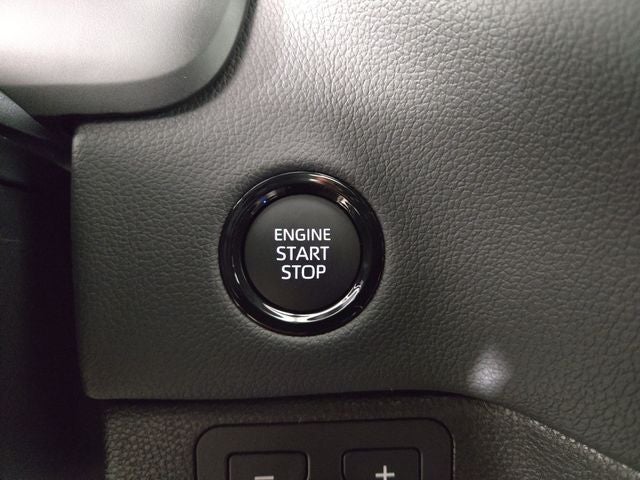 ENGINE
START
STOP
- +